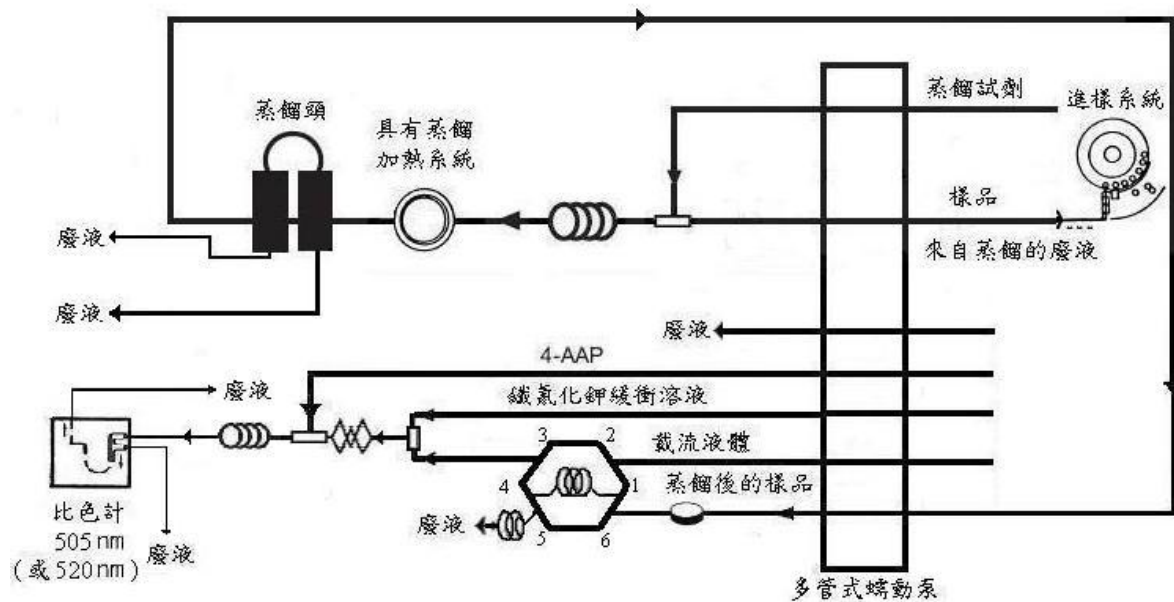 蒸餾試劑
進樣系統
蒸餾頭
具有蒸餾
加熱系統
樣品
廢液
來自蒸餾的廢液
廢液
廢液
4-AAP
廢液
鐵氰化鉀緩衝溶液
載流液體
3
2
4
1
蒸餾後的樣品
廢液
5
6
比色計
505 nm
(或 520 nm)
廢液
多管式蠕動泵